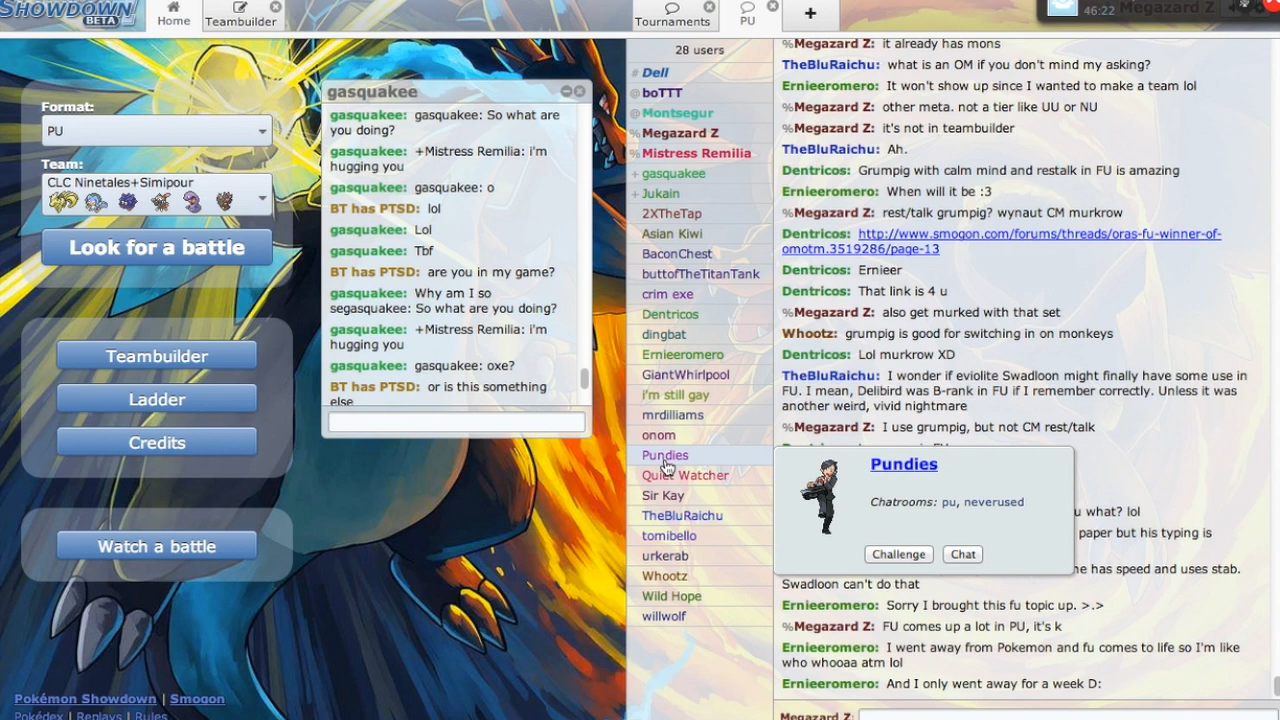 SHOWDOWN
BETA
Home
Teambuilder
Tournaments
PU
+
46:22
Megazard Z
Format:
PU
Team:
CLC Ninetales+Simipour
Look for a battle
Teambuilder
Ladder
Credits
Watch a battle
Pokémon Showdown | Smogon
Pokédex | Replays | Rules
gasquakee
gasquakee: gasquakee: So what are
you doing?
gasquakee: +Mistress Remilia: i'm
hugging you
gasquakee: gasquakee: o
BT has PTSD: lol
gasquakee: Lol
gasquakee: Tbf
BT has PTSD: are you in my game?
gasquakee: Why am I so
segasquakee: So what are you doing?
gasquakee: +Mistress Remilia: i'm
hugging you
gasquakee: gasquakee: oxe?
BT has PTSD: or is this something
else
28 users
# Dell
@ boTTT
@ Montsegur
% Megazard Z
% Mistress Remilia
+ gasquakee
+ Jukain
2XTheTap
Asian Kiwi
BaconChest
buttofTheTitanTank
crim exe
Dentricos
dingbat
Ernieeromero
GiantWhirlpool
i'm still gay
mrdilliams
onom
Pundies
Quiet Watcher
Sir Kay
TheBluRaichu
tomibello
urkerab
Whootz
Wild Hope
willwolf
%Megazard Z: it already has mons
TheBluRaichu: what is an OM if you don't mind my asking?
Ernieeromero: It won't show up since I wanted to make a team lol
%Megazard Z: other meta. not a tier like UU or NU
%Megazard Z: it's not in teambuilder
TheBluRaichu: Ah.
Dentricos: Grumpig with calm mind and restalk in FU is amazing
Ernieeromero: When will it be :3
%Megazard Z: rest/talk grumpig? wynaut CM murkrow
Dentricos: http://www.smogon.com/forums/threads/oras-fu-winner-of-
omotm.3519286/page-13
Dentricos: Ernieer
Dentricos: That link is 4 u
%Megazard Z: also get murked with that set
Whootz: grumpig is good for switching in on monkeys
Dentricos: Lol murkrow XD
TheBluRaichu: I wonder if eviolite Swadloon might finally have some use in
FU. I mean, Delibird was B-rank in FU if I remember correctly. Unless it was
another weird, vivid nightmare
%Megazard Z: I use grumpig, but not CM rest/talk
Pundies
Chatrooms: pu, neverused
Challenge
Chat
u what? lol
paper but his typing is
he has speed and uses stab.
Swadloon can't do that
Ernieeromero: Sorry I brought this fu topic up. >.>
%Megazard Z: FU comes up a lot in PU, it's k
Ernieeromero: I went away from Pokemon and fu comes to life so I'm like
who whooaa atm lol
Ernieeromero: And I only went away for a week D:
Megazard Z: